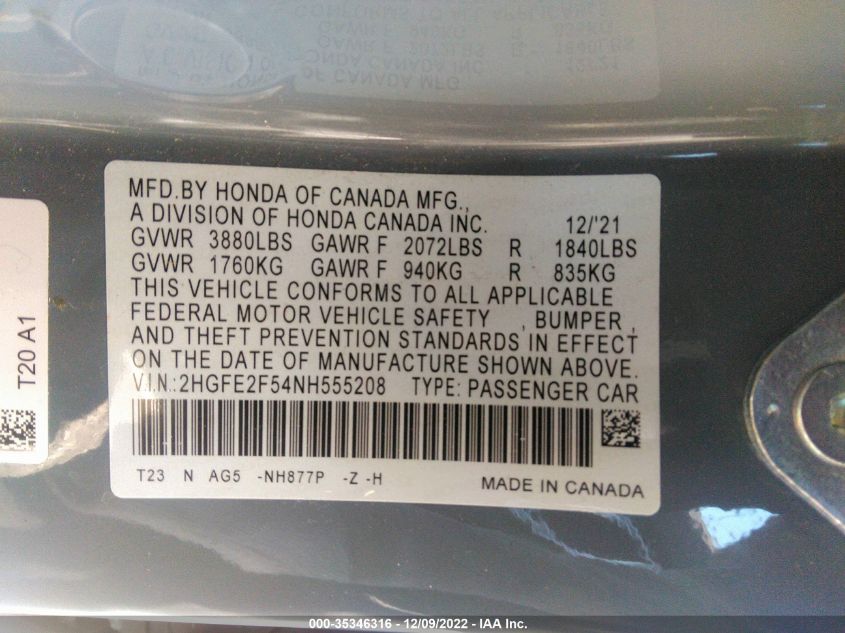 MFD.BY HONDA OF CANADA MFG.,
A DIVISION OF HONDA CANADA INC. 12/'21
GVWR 3880LBS GAWR F 2072LBS R 1840LBS
GVWR 1760KG GAWR F 940KG R 835KG
THIS VEHICLE CONFORMS TO ALL APPLICABLE
FEDERAL MOTOR VEHICLE SAFETY , BUMPER ,
AND THEFT PREVENTION STANDARDS IN EFFECT
ON THE DATE OF MANUFACTURE SHOWN ABOVE.
V.I.N.:2HGFE2F54NH555208 TYPE: PASSENGER CAR
T23 N AG5 -NH877P -Z -H
MADE IN CANADA
T20 A1
000-35346316 / 12/09/2022 - IAA Inc.